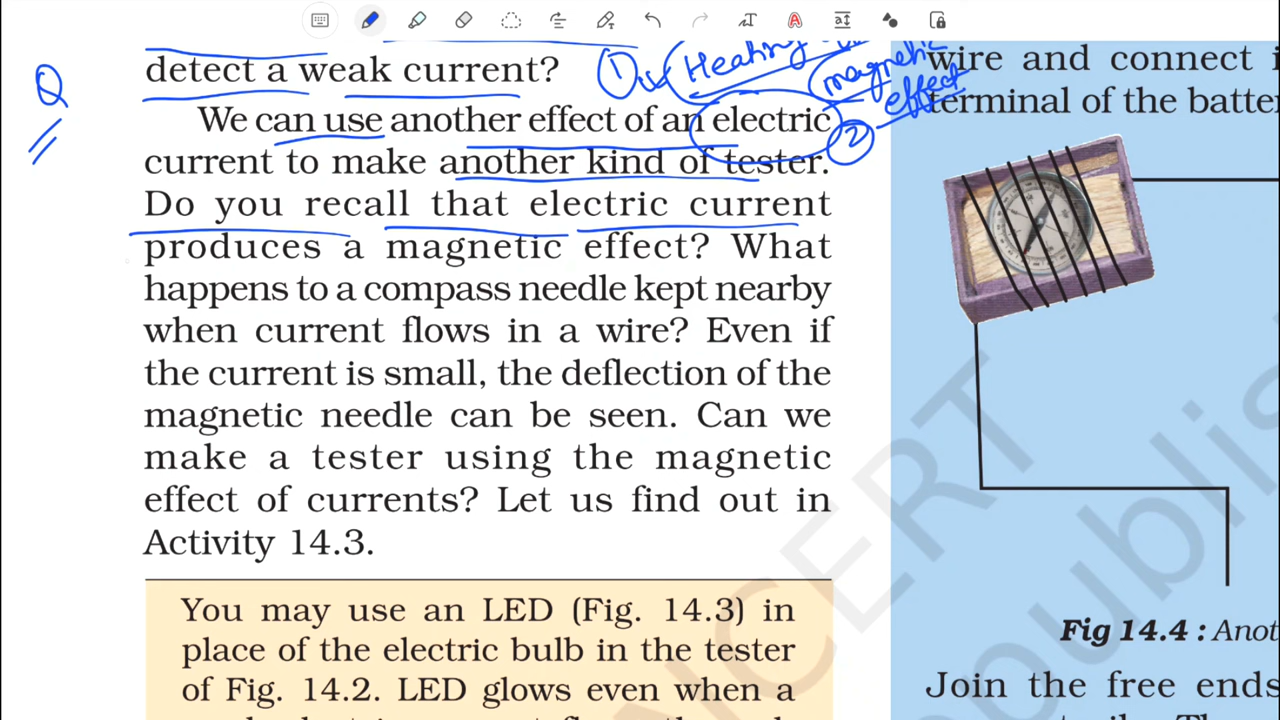 detect a weak current?
We can use another effect of an electric
current to make another kind of tester.
Do you recall that electric current
produces a magnetic effect? What
happens to a compass needle kept nearby
when current flows in a wire? Even if
the current is small, the deflection of the
magnetic needle can be seen. Can we
make a tester using the magnetic
effect of currents? Let us find out in
Activity 14.3.
You may use an LED (Fig. 14.3) in
place of the electric bulb in the tester
of Fig. 14.2. LED glows even when a
Q
1
Heating
magnetic
effect
2
wire and connect
terminal of the batte
Fig 14.4 : Anot
Join the free ends
NCERT
republis